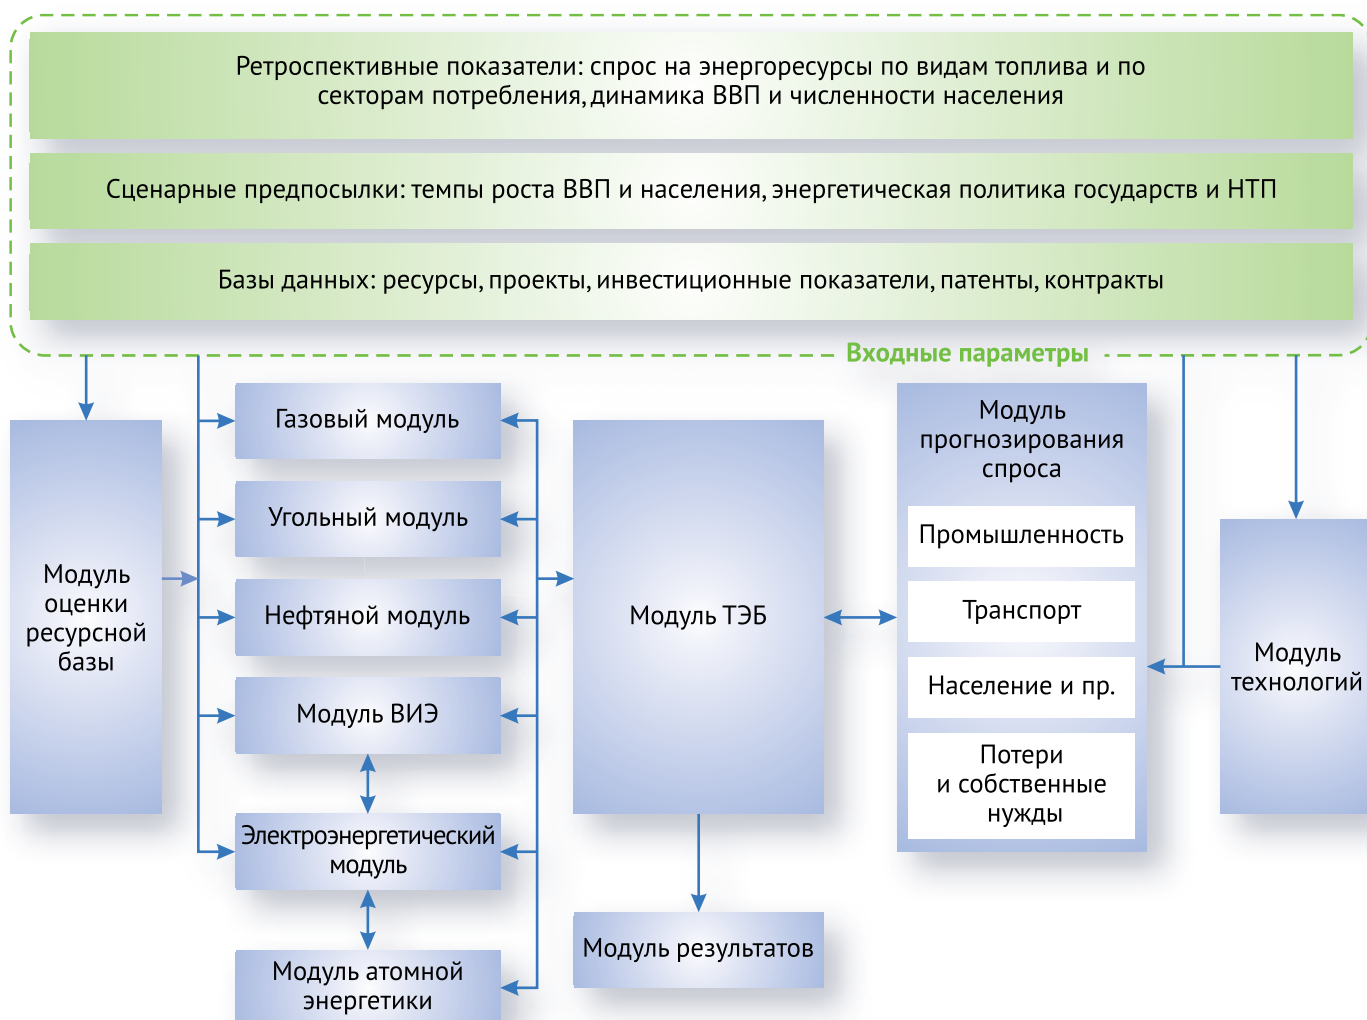 Ретроспективные показатели: спрос на энергоресурсы по видам топлива и по
секторам потребления, динамика ВВП и численности населения
Сценарные предпосылки: темпы роста ВВП и населения, энергетическая политика государств и НТП
Базы данных: ресурсы, проекты, инвестиционные показатели, патенты, контракты
Входные параметры
Модуль
оценки
ресурсной
базы
Газовый модуль
Угольный модуль
Нефтяной модуль
Модуль ВИЭ
Электроэнергетический
модуль
Модуль атомной
энергетики
Модуль ТЭБ
Модуль результатов
Модуль
прогнозирования
спроса
Промышленность
Транспорт
Население и пр.
Потери
и собственные
нужды
Модуль
технологий